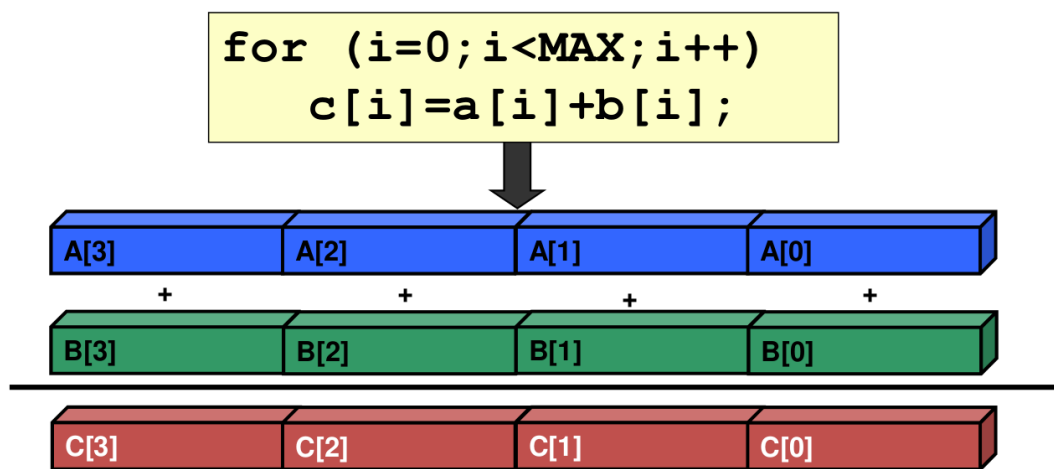 for (i=0;i<MAX;i++)
c[i]=a[i]+b[i];
A[3] A[2] A[1] A[0]
+ + + +
B[3] B[2] B[1] B[0]
C[3] C[2] C[1] C[0]